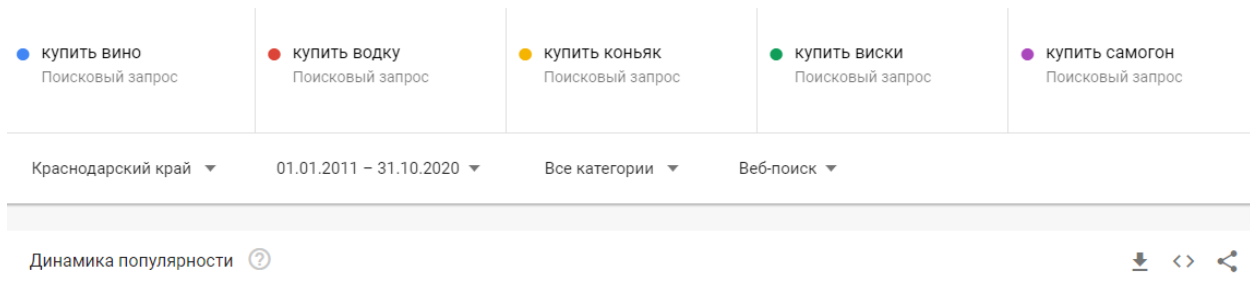 купить вино
Поисковый запрос
купить водку
Поисковый запрос
купить коньяк
Поисковый запрос
купить виски
Поисковый запрос
купить самогон
Поисковый запрос
Краснодарский край
01.01.2011 – 31.10.2020
Все категории
Веб-поиск
Динамика популярности